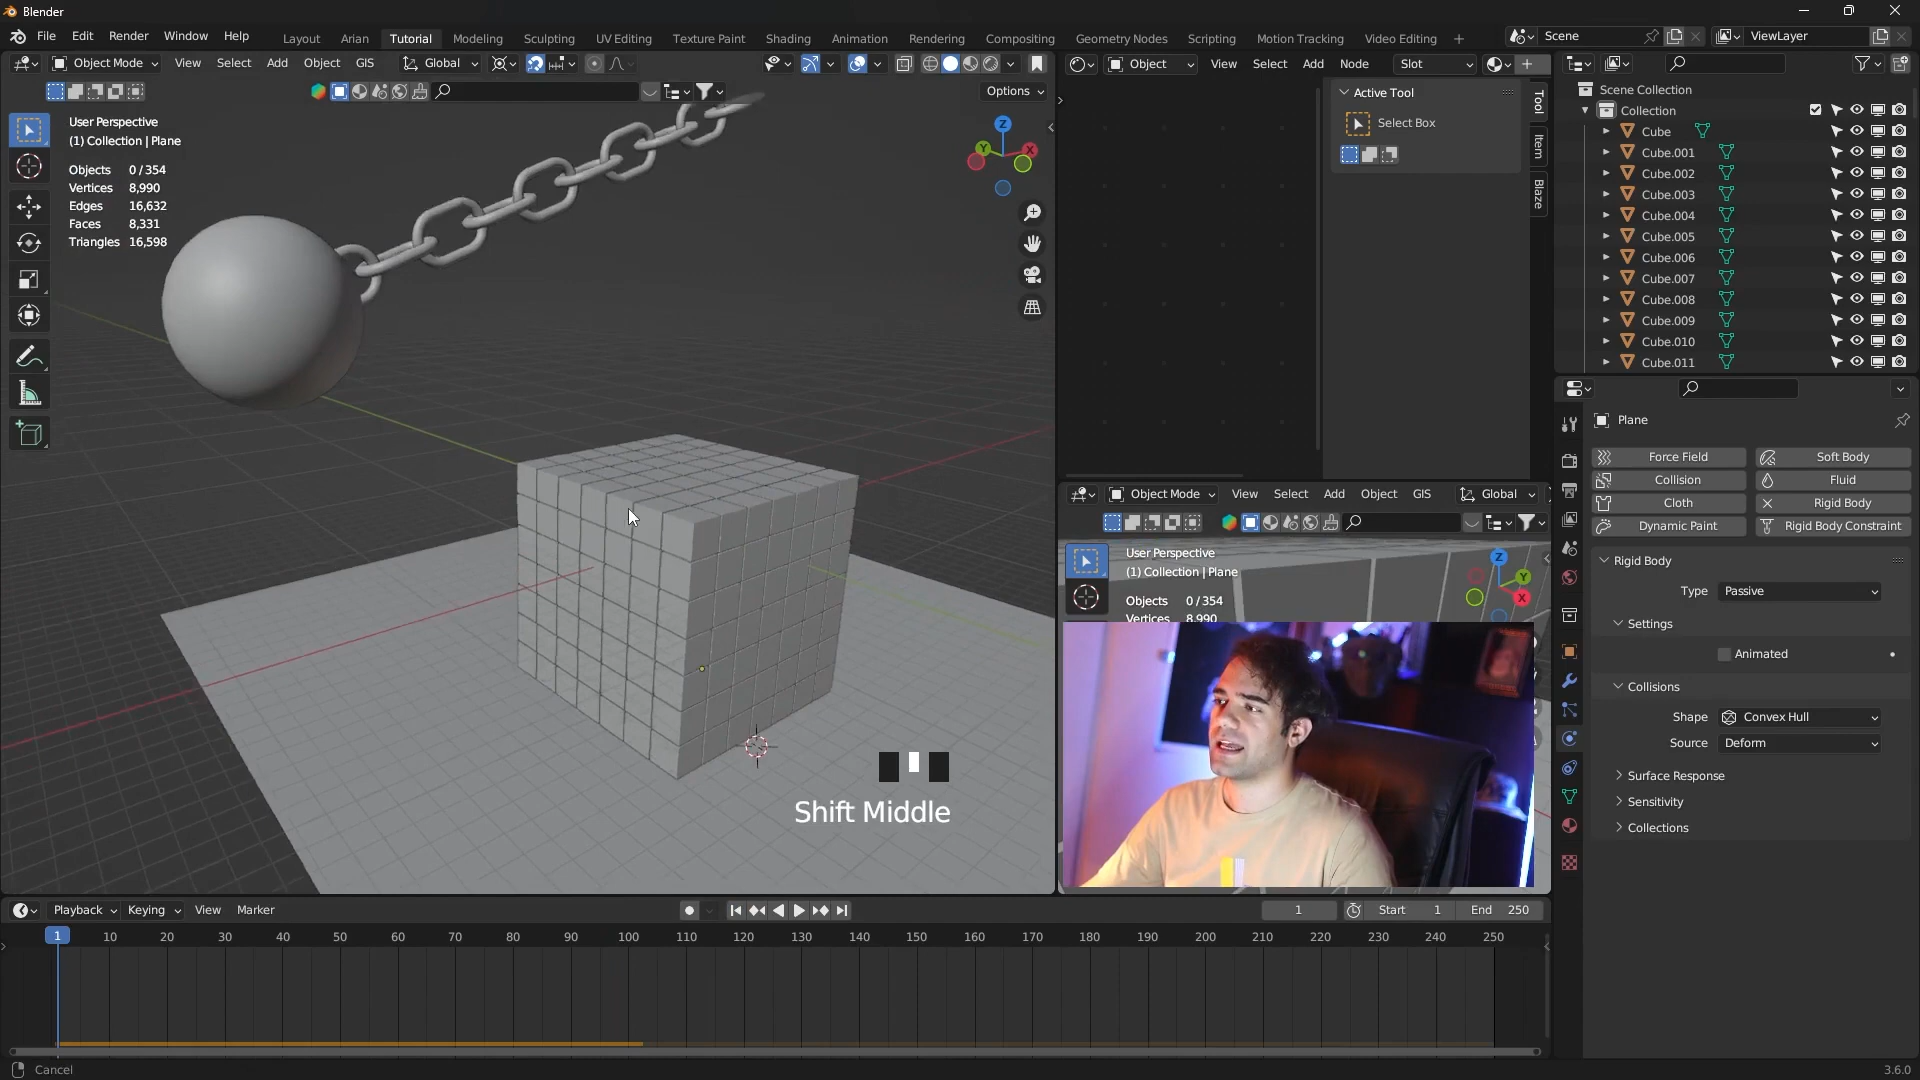 Blender
File Edit Render Window Help
Layout Arian Tutorial Modeling Sculpting UV Editing Texture Paint Shading Animation Rendering Compositing Geometry Nodes Scripting Motion Tracking Video Editing +
Scene
ViewLayer
Object Mode View Select Add Object GIS Global
Options
User Perspective
(1) Collection | Plane
Objects 0/354
Vertices 8,990
Edges 16,632
Faces 8,331
Triangles 16,598
Z
Y
X
Shift Middle
Object View Select Add Node Slot
Active Tool
Select Box
Tool
Item
Blaze
Object Mode View Select Add Object GIS Global
User Perspective
(1) Collection | Plane
Objects 0/354
Vertices 8,990
Z
Y
X
Scene Collection
Collection
Cube
Cube.001
Cube.002
Cube.003
Cube.004
Cube.005
Cube.006
Cube.007
Cube.008
Cube.009
Cube.010
Cube.011
Plane
Force Field Soft Body
Collision Fluid
Cloth Rigid Body
Dynamic Paint Rigid Body Constraint
Rigid Body
Type Passive
Settings
Animated
Collisions
Shape Convex Hull
Source Deform
Surface Response
Sensitivity
Collections
Playback Keying View Marker
1 Start 1 End 250
1 10 20 30 40 50 60 70 80 90 100 110 120 130 140 150 160 170 180 190 200 210 220 230 240 250
Cancel
3.6.0